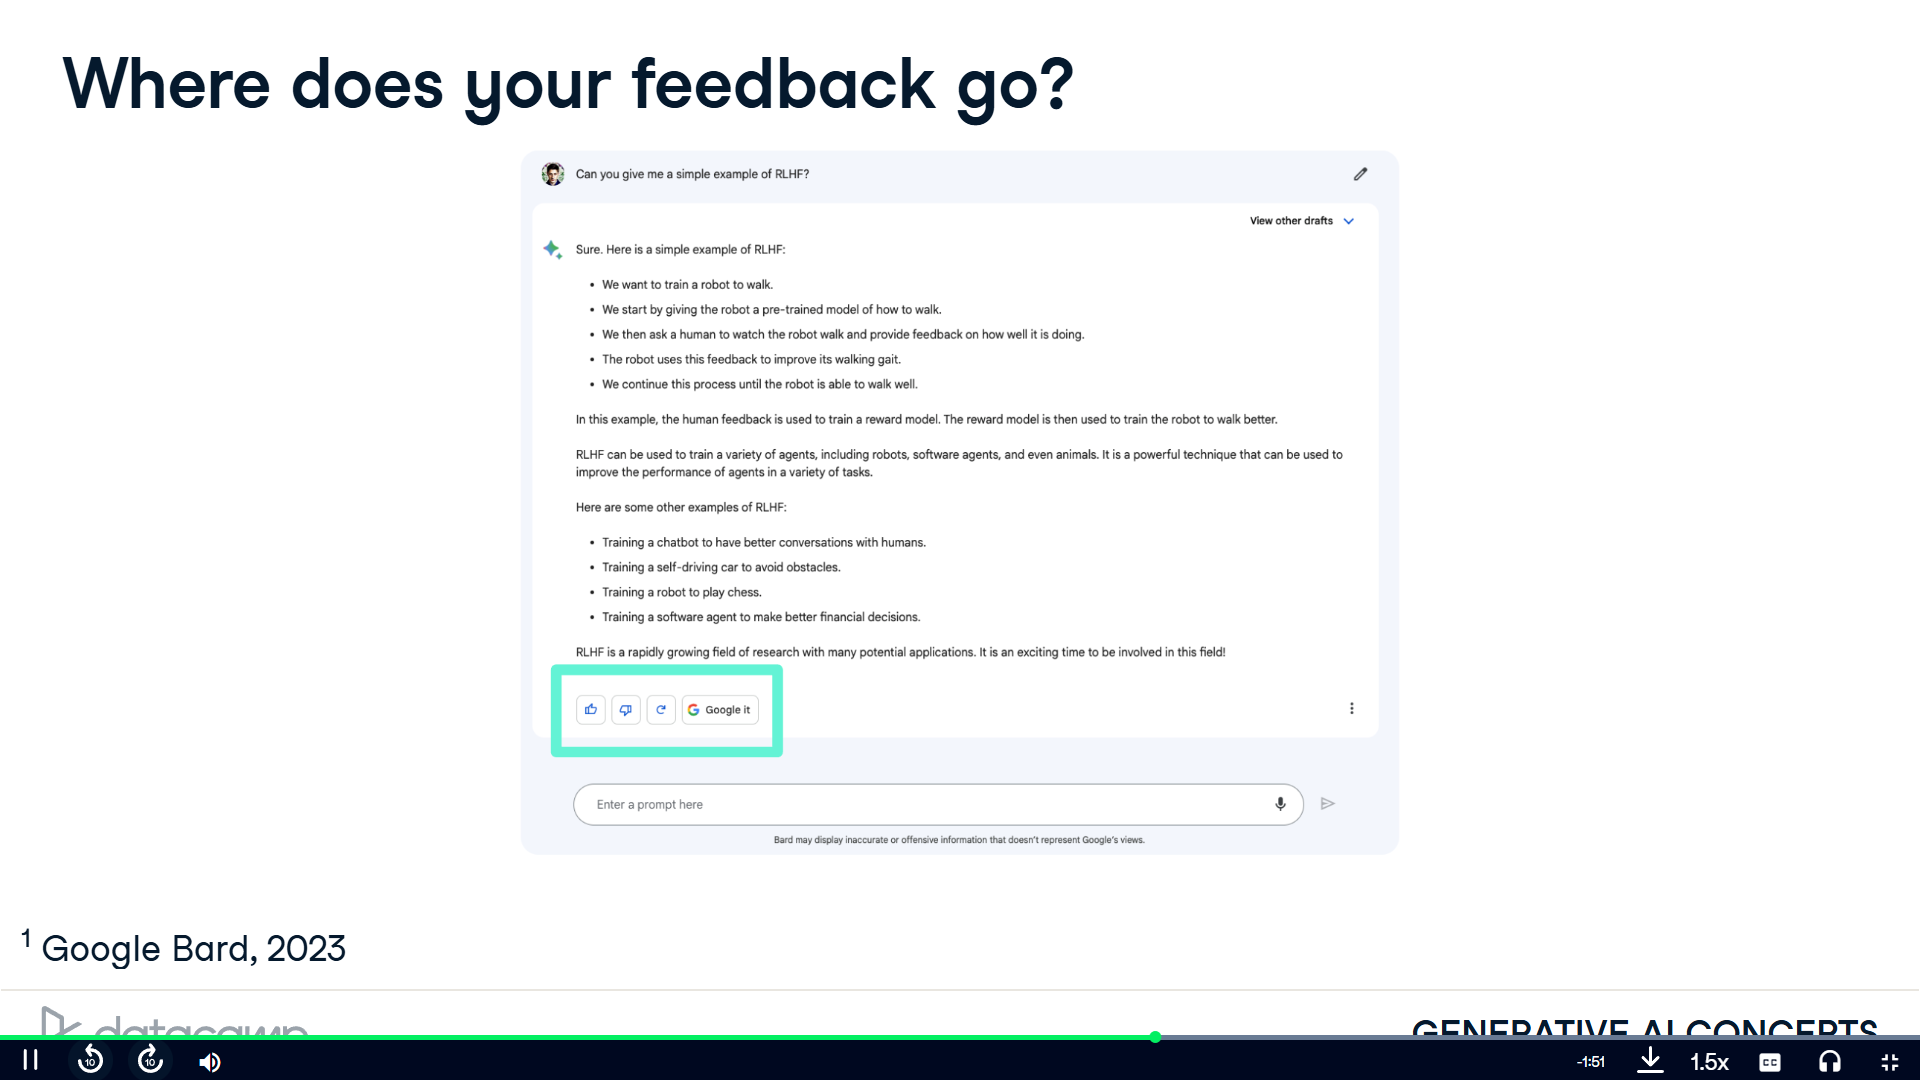 Where does your feedback go?
Can you give me a simple example of RLHF?
View other drafts
Sure. Here is a simple example of RLHF:
• We want to train a robot to walk.
• We start by giving the robot a pre-trained model of how to walk.
• We then ask a human to watch the robot walk and provide feedback on how well it is doing.
• The robot uses this feedback to improve its walking gait.
• We continue this process until the robot is able to walk well.
In this example, the human feedback is used to train a reward model. The reward model is then used to train the robot to walk better.
RLHF can be used to train a variety of agents, including robots, software agents, and even animals. It is a powerful technique that can be used to
improve the performance of agents in a variety of tasks.
Here are some other examples of RLHF:
• Training a chatbot to have better conversations with humans.
• Training a self-driving car to avoid obstacles.
• Training a robot to play chess.
• Training a software agent to make better financial decisions.
RLHF is a rapidly growing field of research with many potential applications. It is an exciting time to be involved in this field!
Google it
Enter a prompt here
Bard may display inaccurate or offensive information that doesn't represent Google's views.
1 Google Bard, 2023
datacamp
GENERATIVE AI CONCEPTS
10
10
-1:51
1.5x
CC